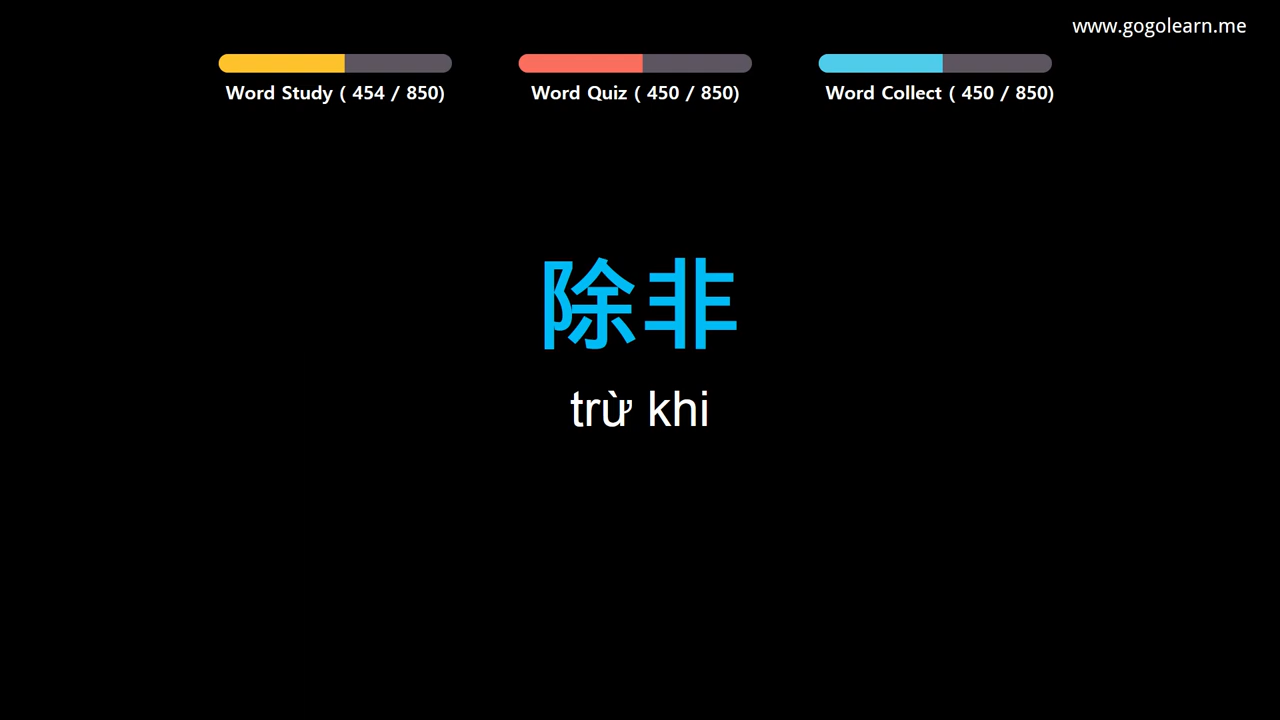 www.gogolearn.me
Word Study ( 454 / 850)
Word Quiz ( 450 / 850)
Word Collect ( 450 / 850)
除非
trừ khi